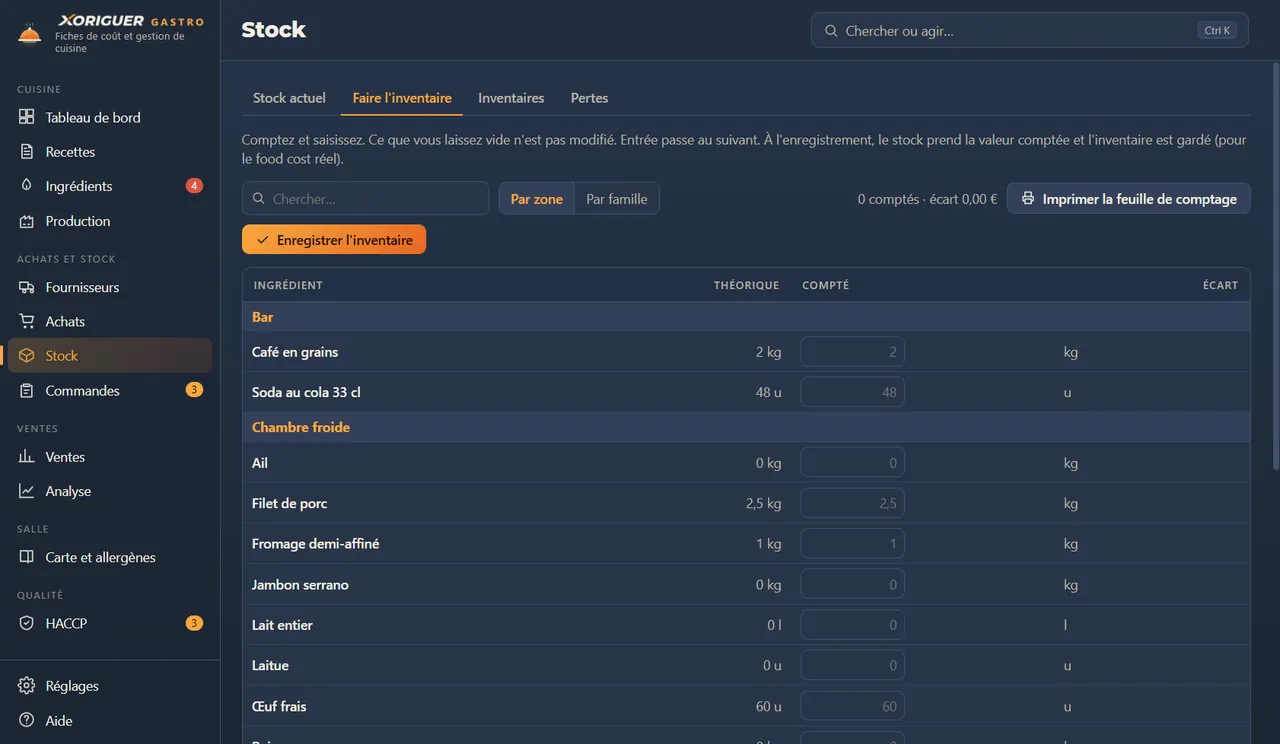 XORIGUER GASTRO
Fiches de coût et gestion de
cuisine
CUISINE
Tableau de bord
Recettes
Ingrédients 4
Production
ACHATS ET STOCK
Fournisseurs
Achats
Stock
Commandes 3
VENTES
Ventes
Analyse
SALLE
Carte et allergènes
QUALITÉ
HACCP 3
Réglages
Aide
Stock
Chercher ou agir... Ctrl K
Stock actuel Faire l'inventaire Inventaires Pertes
Comptez et saisissez. Ce que vous laissez vide n'est pas modifié. Entrée passe au suivant. À l'enregistrement, le stock prend la valeur comptée et l'inventaire est gardé (pour
le food cost réel).
Chercher... Par zone Par famille 0 comptés · écart 0,00 € Imprimer la feuille de comptage
Enregistrer l'inventaire
INGRÉDIENT THÉORIQUE COMPTÉ ÉCART
Bar
Café en grains 2 kg 2 kg
Soda au cola 33 cl 48 u 48 u
Chambre froide
Ail 0 kg 0 kg
Filet de porc 2,5 kg 2,5 kg
Fromage demi-affiné 1 kg 1 kg
Jambon serrano 0 kg 0 kg
Lait entier 0 l 0 l
Laitue 0 u 0 u
Œuf frais 60 u 60 u